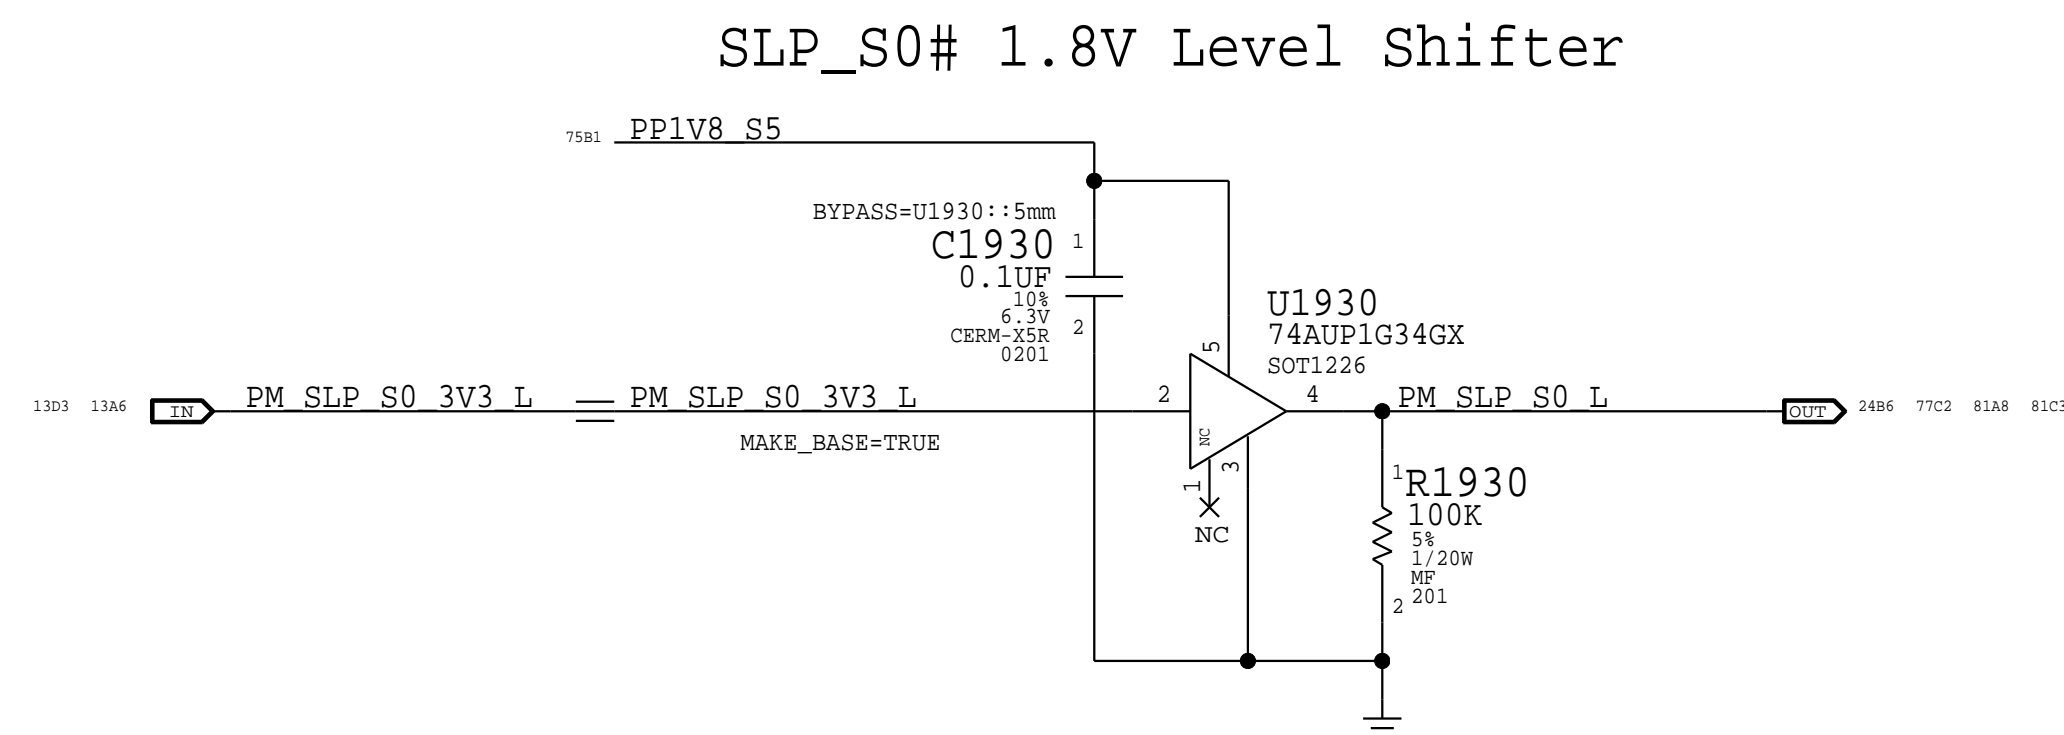 SLP_S0# 1.8V Level Shifter
75B1 PP1V8_S5
BYPASS=U1930::5mm
C1930 1
0.1UF
10%
6.3V
CERM-X5R
0201
2
U1930
74AUP1G34GX
SOT1226
5
13D3 13A6 IN PM_SLP_S0_3V3_L PM_SLP_S0_3V3_L 2 4 PM_SLP_S0_L OUT 24B6 77C2 81A8 81C3
MAKE_BASE=TRUE
NC
1
3
NC
1 R1930
100K
5%
1/20W
MF
201
2